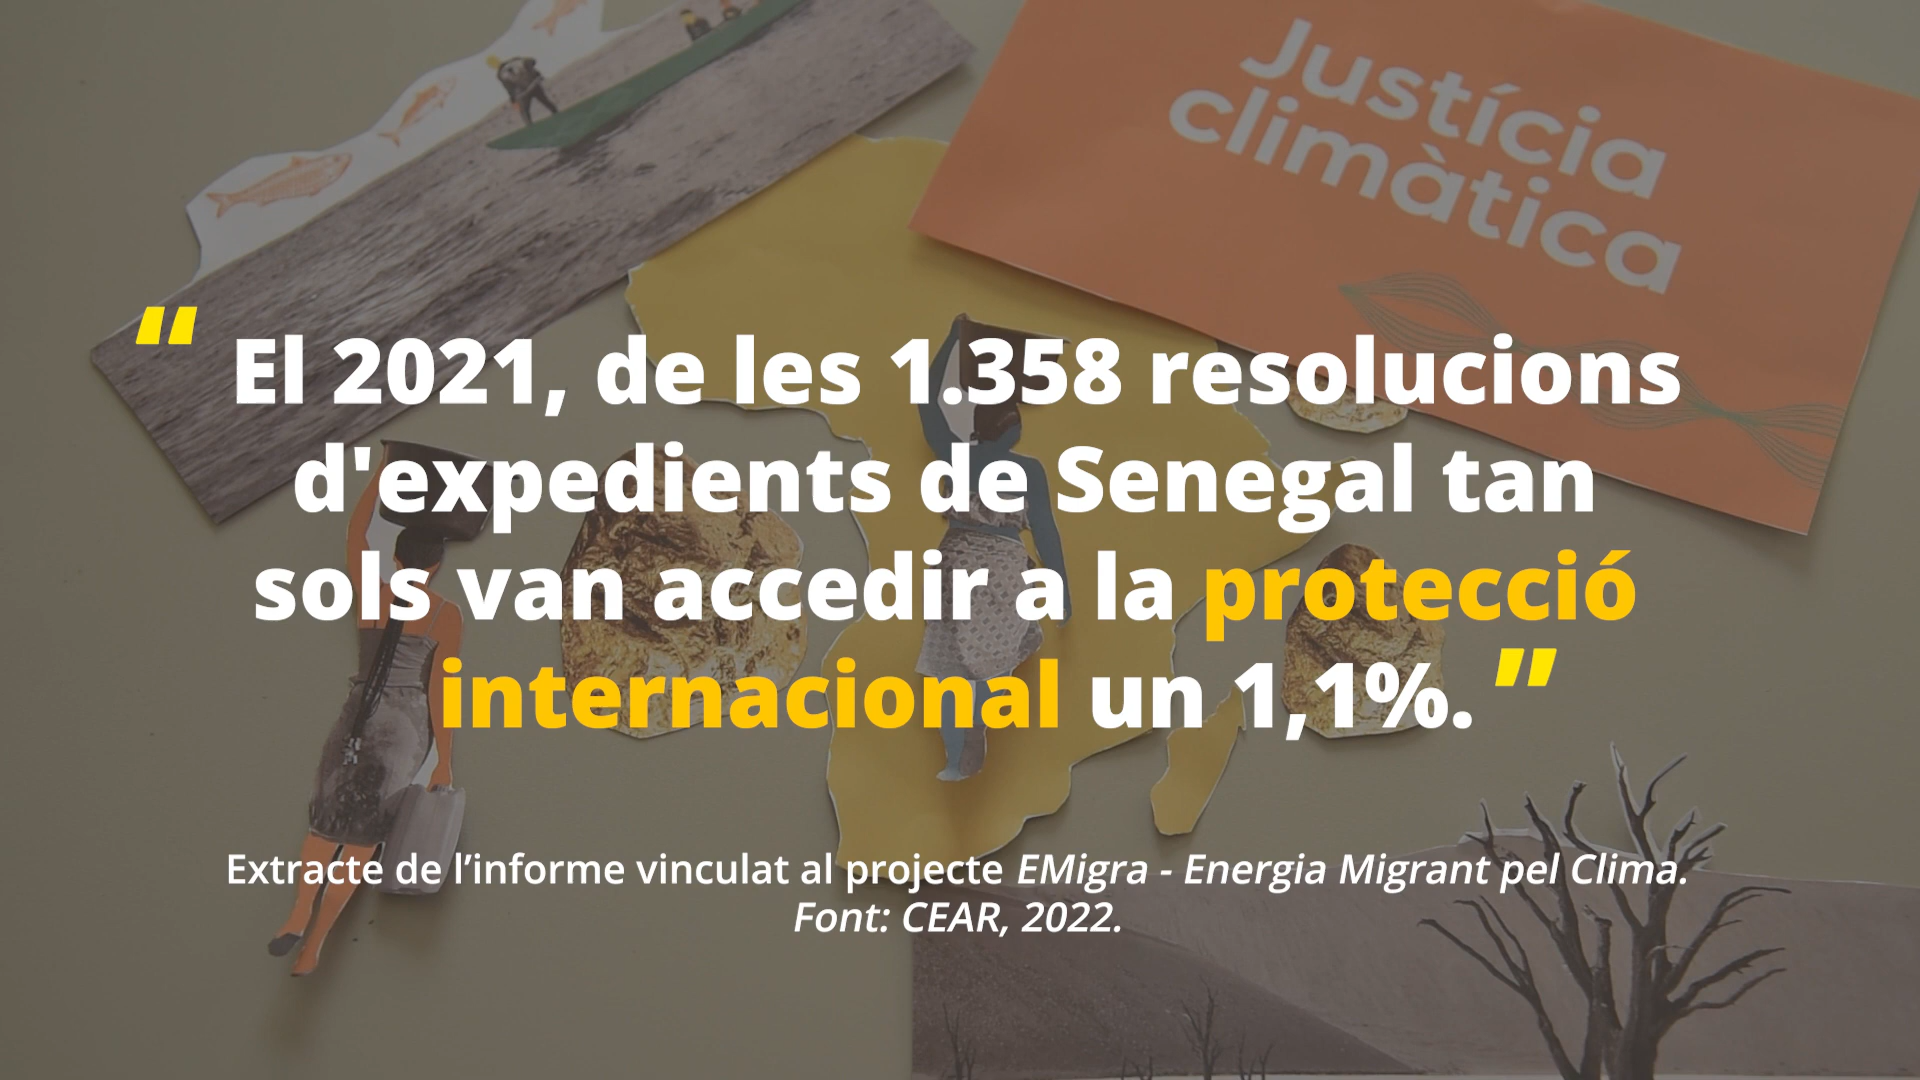 Justícia
climàtica
“ El 2021, de les 1.358 resolucions
d'expedients de Senegal tan
sols van accedir a la protecció
internacional un 1,1%. ”
Extracte de l’informe vinculat al projecte EMigra - Energia Migrant pel Clima.
Font: CEAR, 2022.